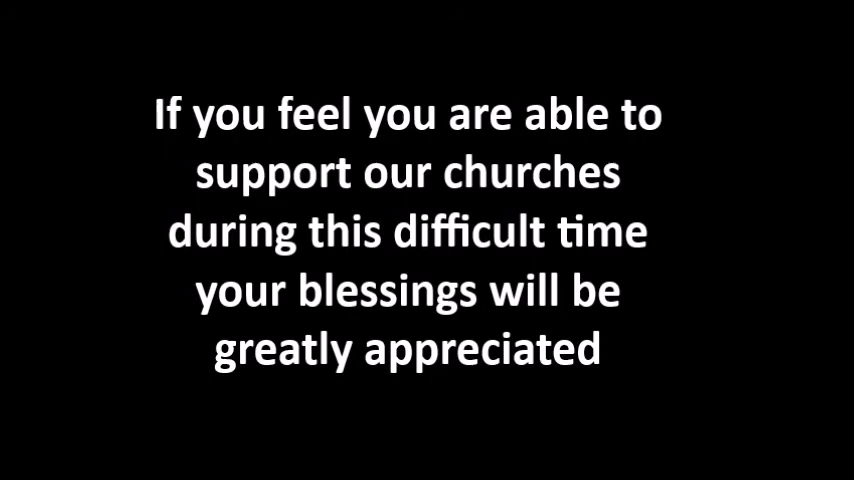 If you feel you are able to
support our churches
during this difficult time
your blessings will be
greatly appreciated